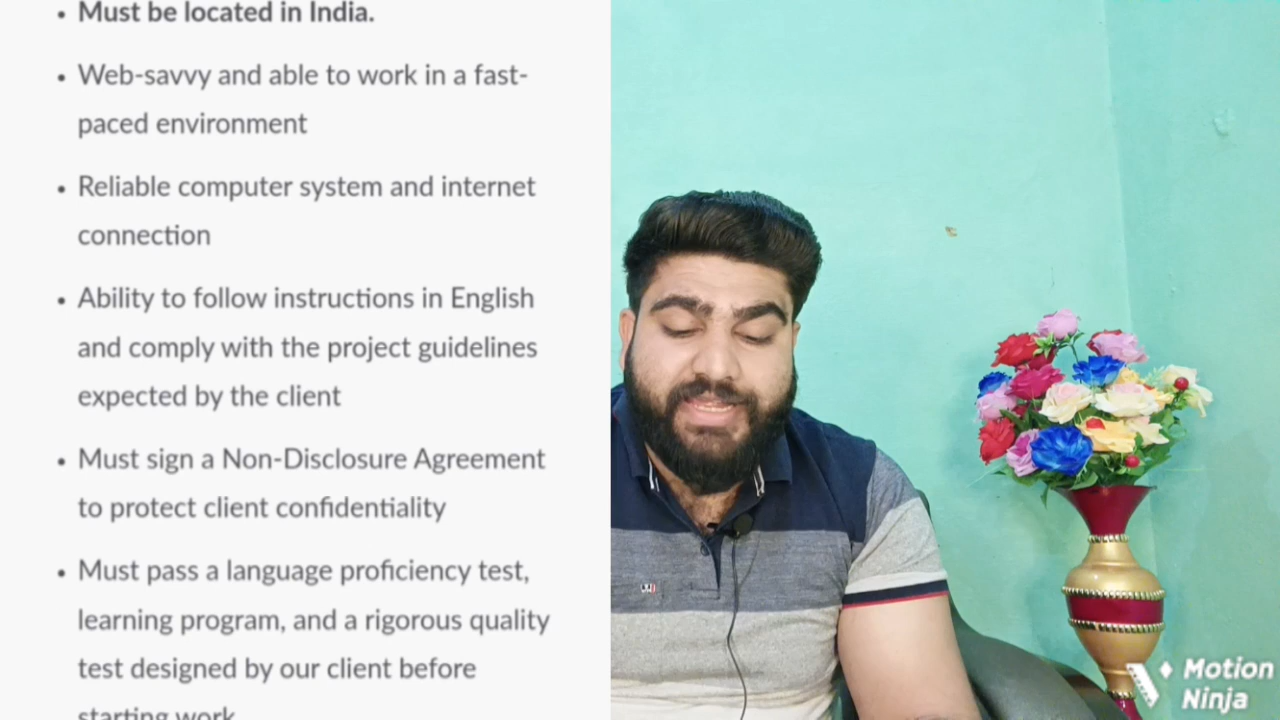 • Must be located in India.
• Web-savvy and able to work in a fast-
paced environment
• Reliable computer system and internet
connection
• Ability to follow instructions in English
and comply with the project guidelines
expected by the client
• Must sign a Non-Disclosure Agreement
to protect client confidentiality
• Must pass a language proficiency test,
learning program, and a rigorous quality
test designed by our client before
starting work
Motion
Ninja